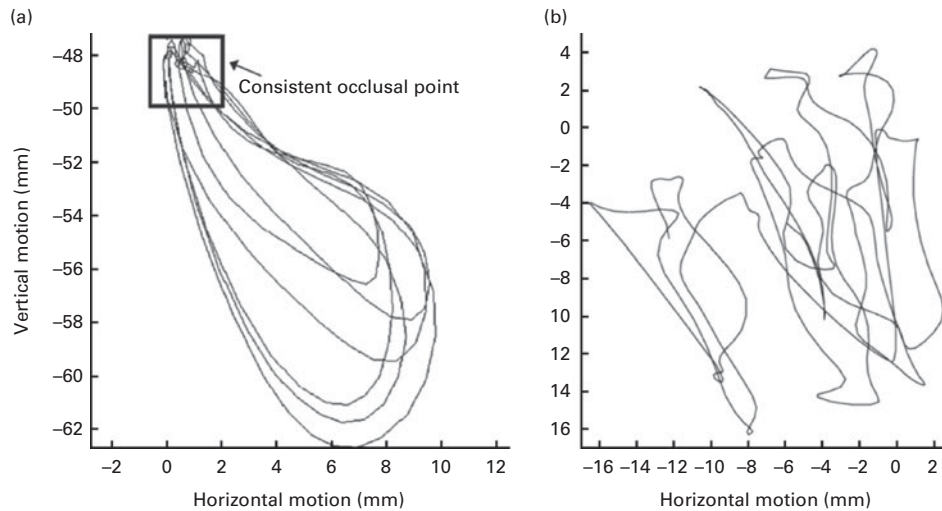 (a)
–48
–50
–52
–54
–56
–58
–60
–62
Vertical motion (mm)
Consistent occlusal point
–2 0 2 4 6 8 10 12
Horizontal motion (mm)
(b)
4
2
0
–2
–4
–6
–8
10
12
14
16
–16 –14 –12 –10 –8 –6 –4 –2 0 2
Horizontal motion (mm)